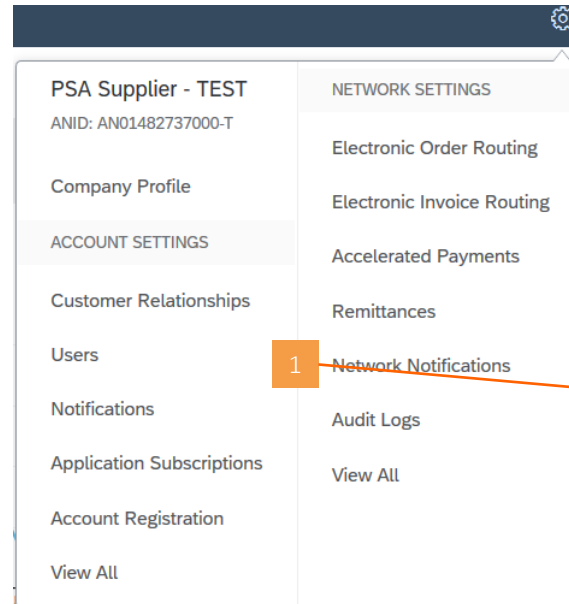 PSA Supplier - TEST
ANID: AN01482737000-T
Company Profile
ACCOUNT SETTINGS
Customer Relationships
Users
Notifications
Application Subscriptions
Account Registration
View All
NETWORK SETTINGS
Electronic Order Routing
Electronic Invoice Routing
Accelerated Payments
Remittances
1
Network Notifications
Audit Logs
View All